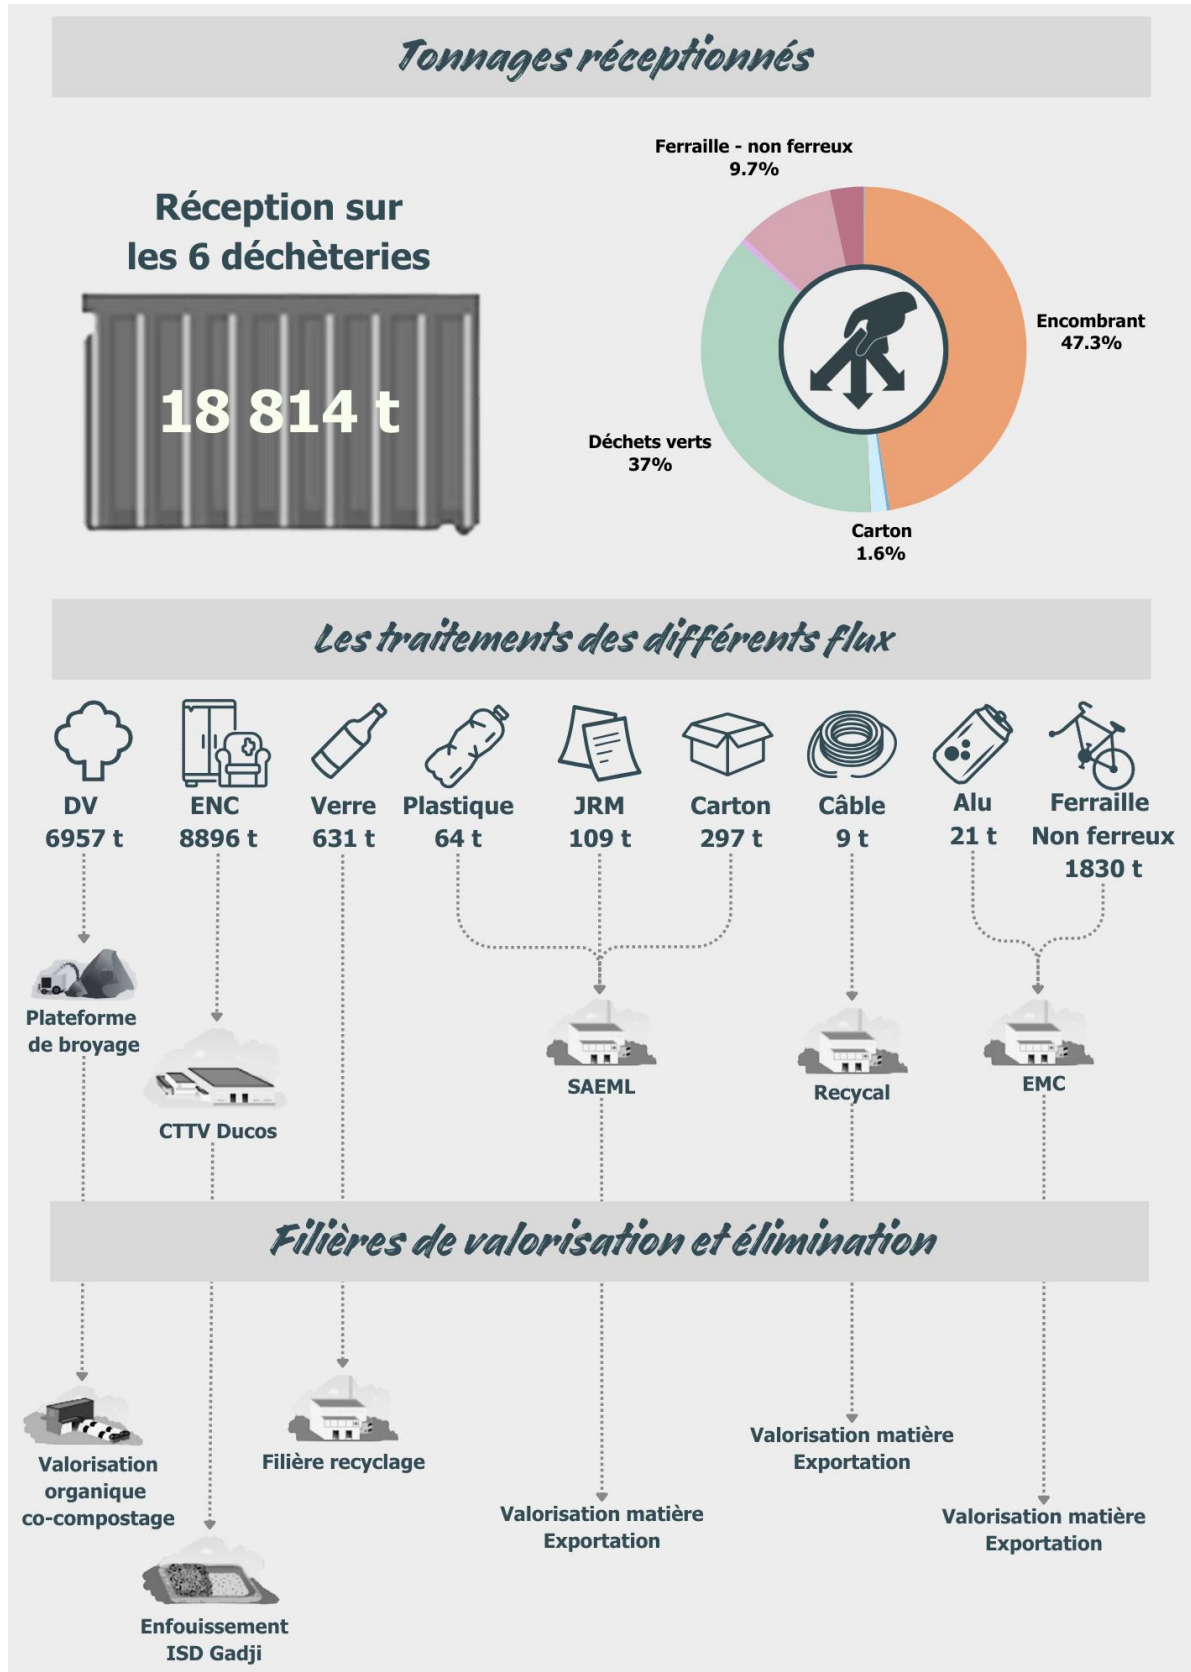 Tonnages réceptionnés
Réception sur
les 6 déchèteries
18 814 t
Ferraille - non ferreux
9.7%
Encombrant
47.3%
Déchets verts
37%
Carton
1.6%
Les traitements des différents flux
DV
6957 t
ENC
8896 t
Verre
631 t
Plastique
64 t
JRM
109 t
Carton
297 t
Câble
9 t
Alu
21 t
Ferraille
Non ferreux
1830 t
Plateforme
de broyage
CTTV Ducos
SAEML
Recycal
EMC
Filières de valorisation et élimination
Valorisation
organique
co-compostage
Enfouissement
ISD Gadji
Filière recyclage
Valorisation matière
Exportation
Valorisation matière
Exportation
Valorisation matière
Exportation